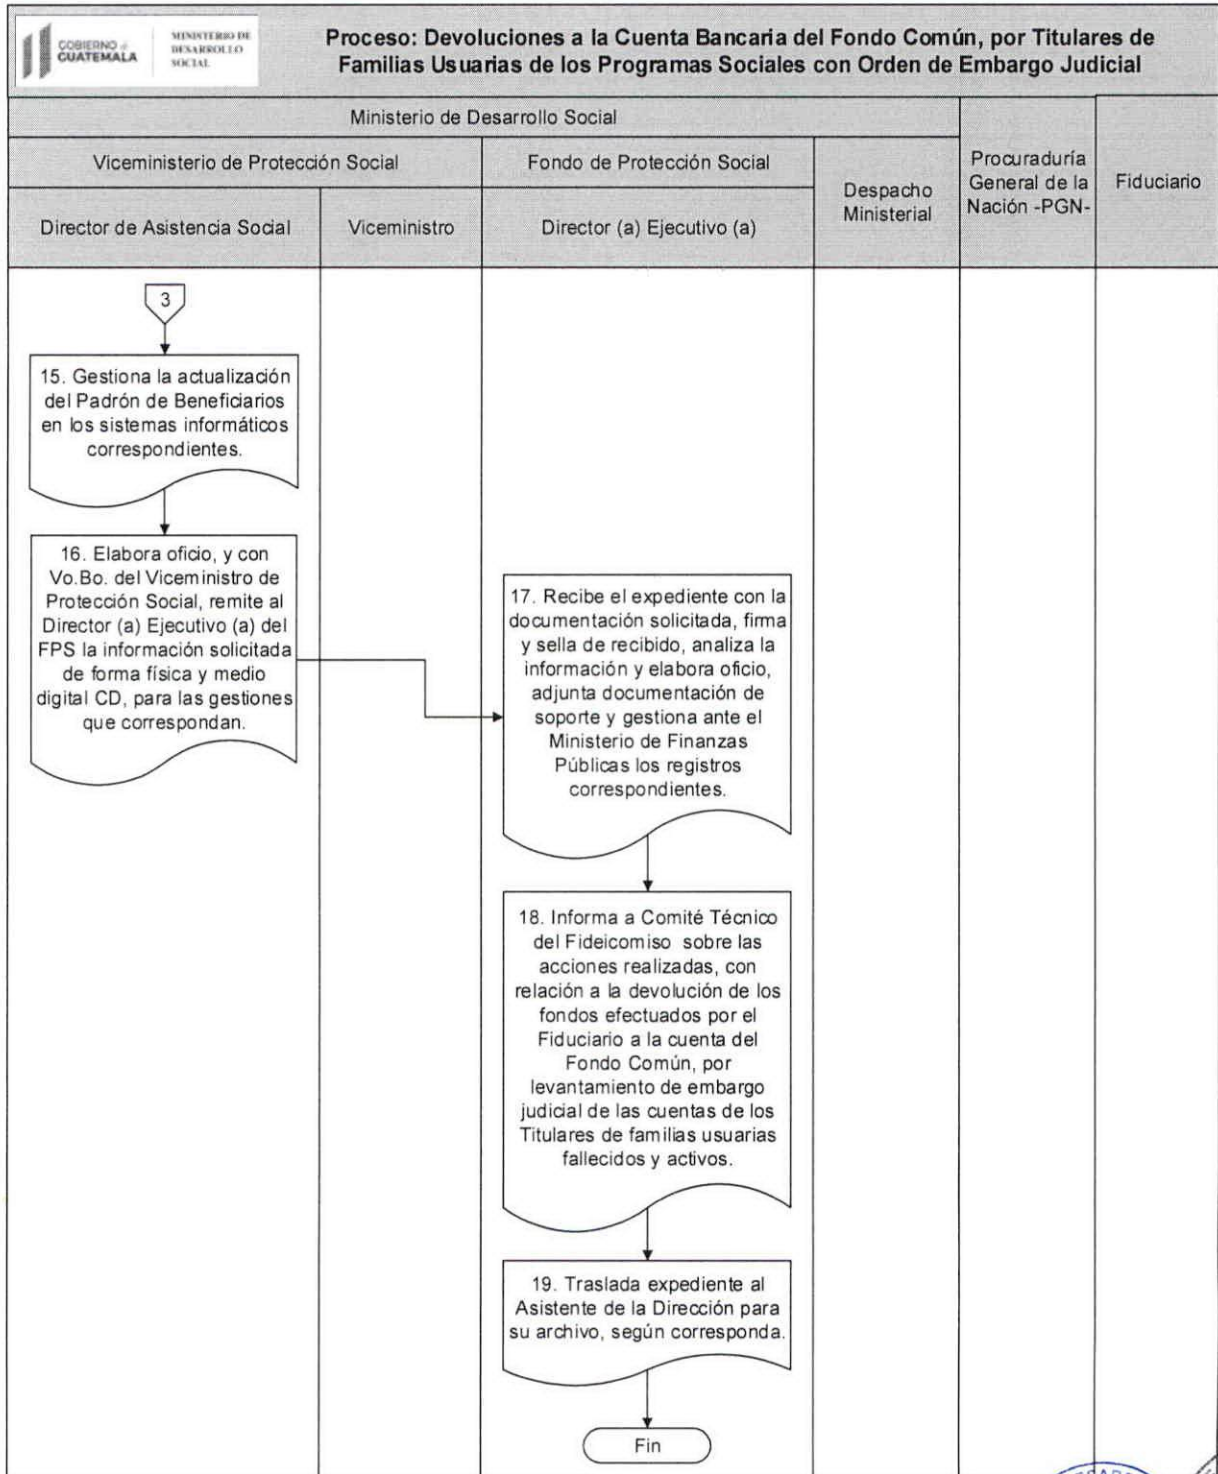 GOBIERNO de
GUATEMALA
MINISTERIO DE
DESARROLLO
SOCIAL
Proceso: Devoluciones a la Cuenta Bancaria del Fondo Común, por Titulares de
Familias Usuarias de los Programas Sociales con Orden de Embargo Judicial
Ministerio de Desarrollo Social
Viceministerio de Protección Social
Fondo de Protección Social
Despacho
Ministerial
Procuraduría
General de la
Nación -PGN-
Fiduciario
Director de Asistencia Social
Viceministro
Director (a) Ejecutivo (a)
3
15. Gestiona la actualización
del Padrón de Beneficiarios
en los sistemas informáticos
correspondientes.
16. Elabora oficio, y con
Vo.Bo. del Viceministro de
Protección Social, remite al
Director (a) Ejecutivo (a) del
FPS la información solicitada
de forma física y medio
digital CD, para las gestiones
que correspondan.
17. Recibe el expediente con la
documentación solicitada, firma
y sella de recibido, analiza la
información y elabora oficio,
adjunta documentación de
soporte y gestiona ante el
Ministerio de Finanzas
Públicas los registros
correspondientes.
18. Informa a Comité Técnico
del Fideicomiso sobre las
acciones realizadas, con
relación a la devolución de los
fondos efectuados por el
Fiduciario a la cuenta del
Fondo Común, por
levantamiento de embargo
judicial de las cuentas de los
Titulares de familias usuarias
fallecidos y activos.
19. Traslada expediente al
Asistente de la Dirección para
su archivo, según corresponda.
Fin